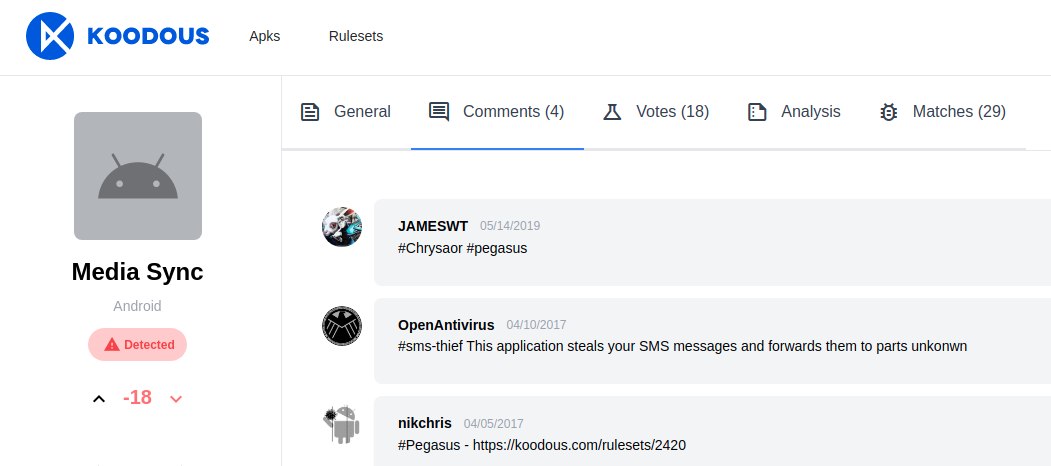 KOODOUS
Apks
Rulesets
General
Comments (4)
Votes (18)
Analysis
Matches (29)
Media Sync
Android
Detected
-18
JAMESWT 05/14/2019
#Chrysaor #pegasus
OpenAntivirus 04/10/2017
#sms-thief This application steals your SMS messages and forwards them to parts unkonwn
nikchris 04/05/2017
#Pegasus - https://koodous.com/rulesets/2420